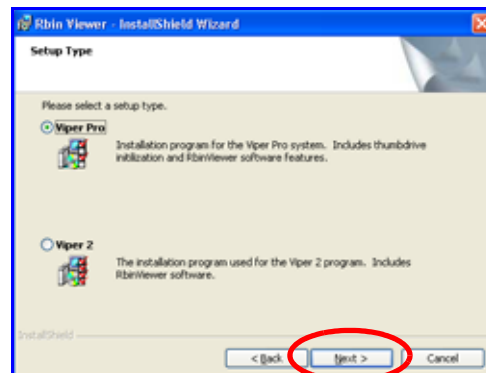 Rbin Viewer - InstallShield Wizard
Setup Type
Please select a setup type.
Viper Pro
Installation program for the Viper Pro system. Includes thumbdrive
initilization and RbinViewer software features.
Viper 2
The installation program used for the Viper 2 program. Includes
RbinViewer software.
InstallShield
< Back
Next >
Cancel